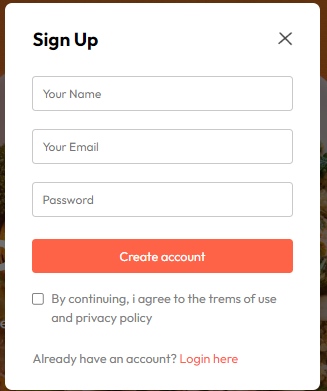 Sign Up
Your Name
Your Email
Password
Create account
By continuing, i agree to the trems of use
and privacy policy
Already have an account? Login here